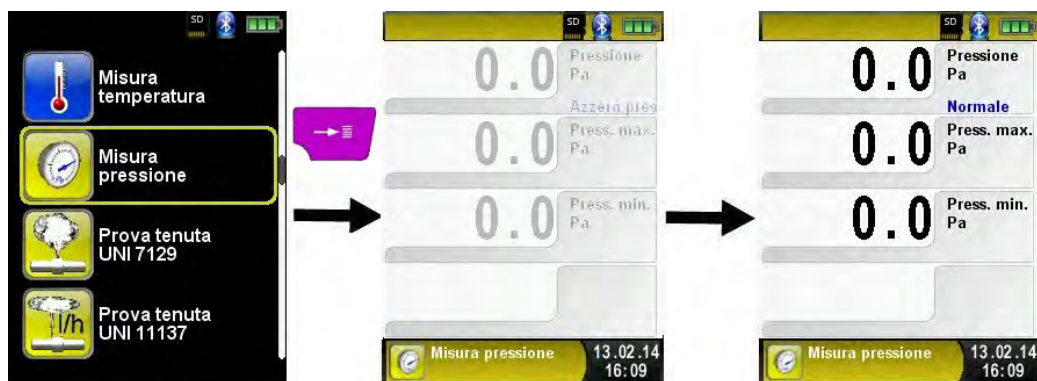 SD
Misura
temperatura
Misura
pressione
Prova tenuta
UNI 7129
l/h
Prova tenuta
UNI 11137
SD
0.0 Pressione
Pa
Azzera pres
0.0 Press. max.
Pa
0.0 Press. min.
Pa
Misura pressione 13.02.14
16:09
SD
0.0 Pressione
Pa
Normale
0.0 Press. max.
Pa
0.0 Press. min.
Pa
Misura pressione 13.02.14
16:09